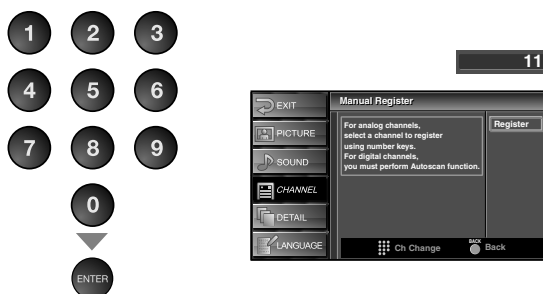 1 2 3
4 5 6
7 8 9
0
ENTER
11
EXIT
PICTURE
SOUND
CHANNEL
DETAIL
LANGUAGE
Manual Register
For analog channels,
select a channel to register
using number keys.
For digital channels,
you must perform Autoscan function.
Register
Ch Change
BACK Back